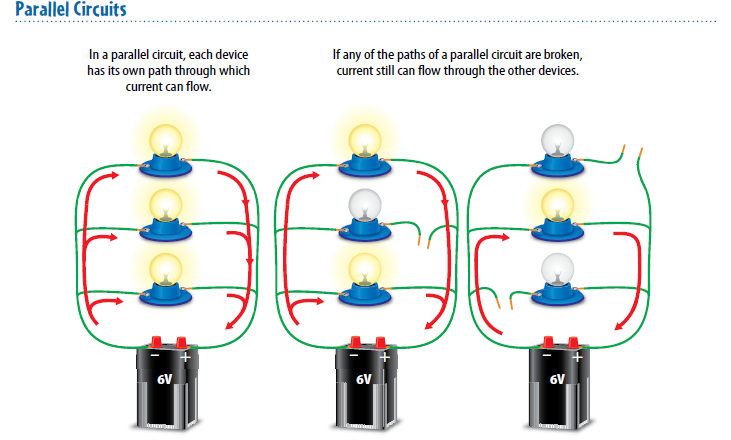 Parallel Circuits
In a parallel circuit, each device
has its own path through which
current can flow.
If any of the paths of a parallel circuit are broken,
current still can flow through the other devices.
− +
6V
− +
6V
− +
6V